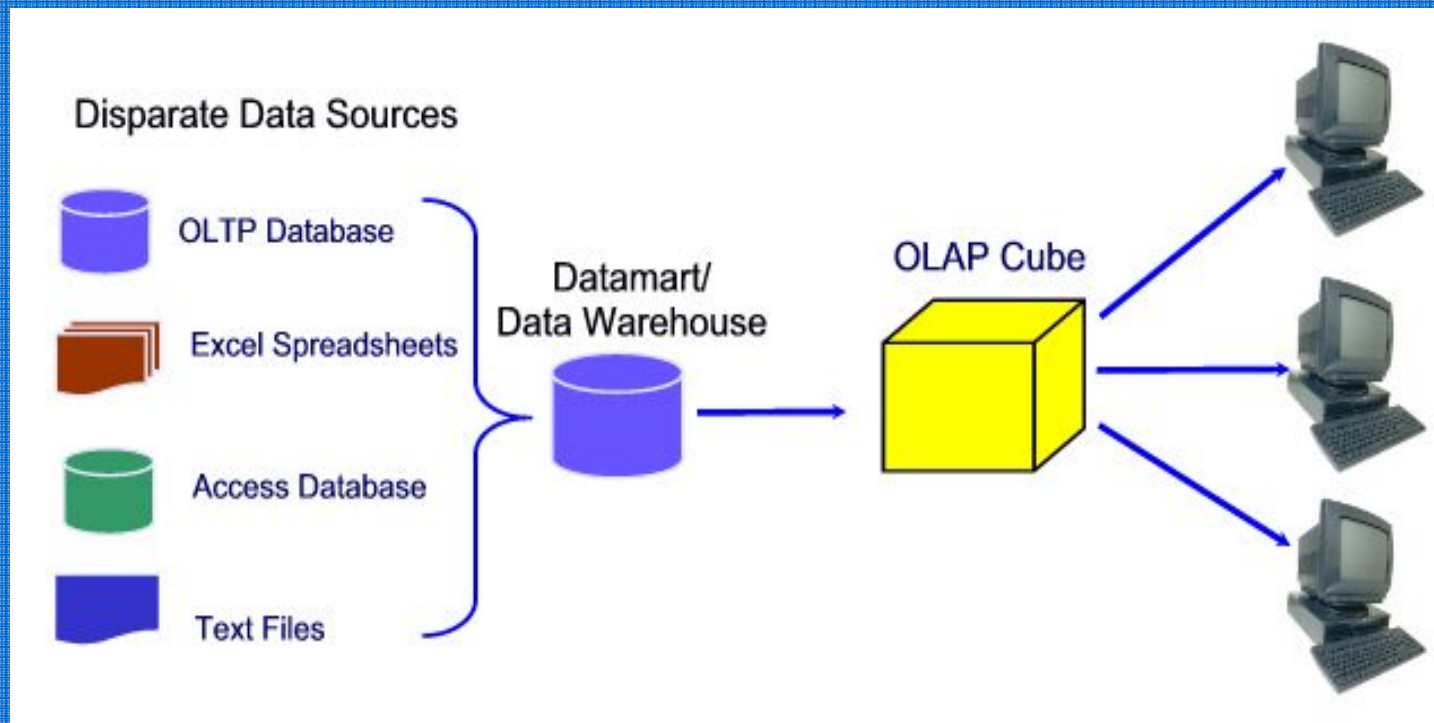 Disparate Data Sources
OLTP Database
Excel Spreadsheets
Access Database
Text Files
Datamart/
Data Warehouse
OLAP Cube